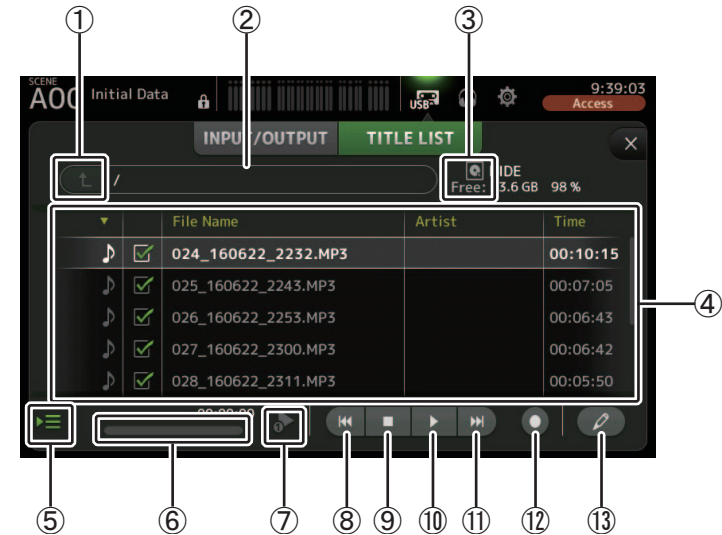 ① ② ③
SCENE
A00 Initial Data
USB
9:39:03
Access
INPUT/OUTPUT TITLE LIST
/
Free: 3.6 GB 98 %
File Name Artist Time
024_160622_2232.MP3 00:10:15
025_160622_2243.MP3 00:07:05
026_160622_2253.MP3 00:06:43
027_160622_2300.MP3 00:06:42
028_160622_2311.MP3 00:05:50
④
⑤ ⑥ ⑦ ⑧ ⑨ ⑩ ⑪ ⑫ ⑬